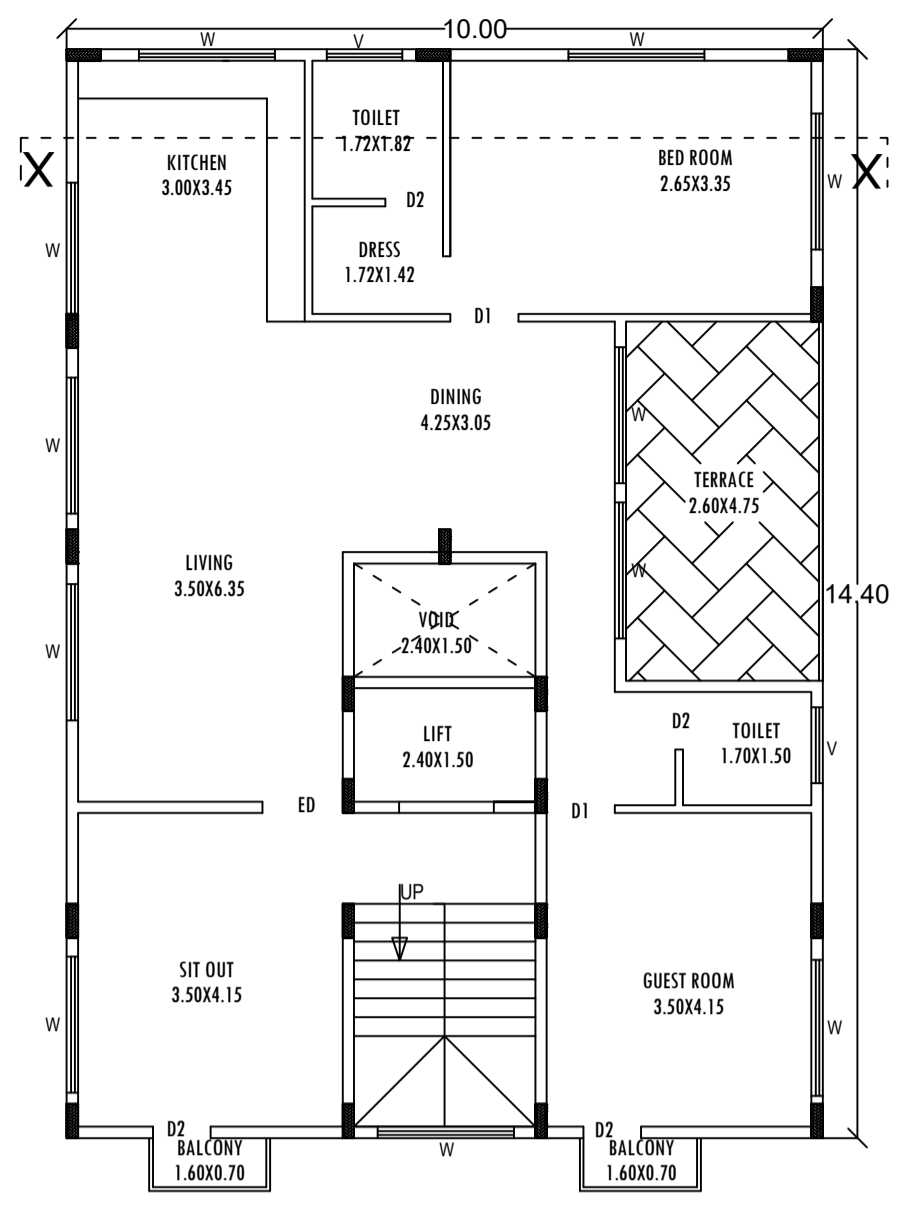 10.00
W
V
W
TOILET
1.72X1.82
KITCHEN
3.00X3.45
BED ROOM
2.65X3.35
X
X
W
D2
W
DRESS
1.72X1.42
D1
DINING
4.25X3.05
W
W
TERRACE
2.60X4.75
LIVING
3.50X6.35
W
14.40
VOID
2.40X1.50
W
D2
LIFT
2.40X1.50
TOILET
1.70X1.50
V
ED
D1
UP
SIT OUT
3.50X4.15
GUEST ROOM
3.50X4.15
W
W
D2
BALCONY
1.60X0.70
W
D2
BALCONY
1.60X0.70